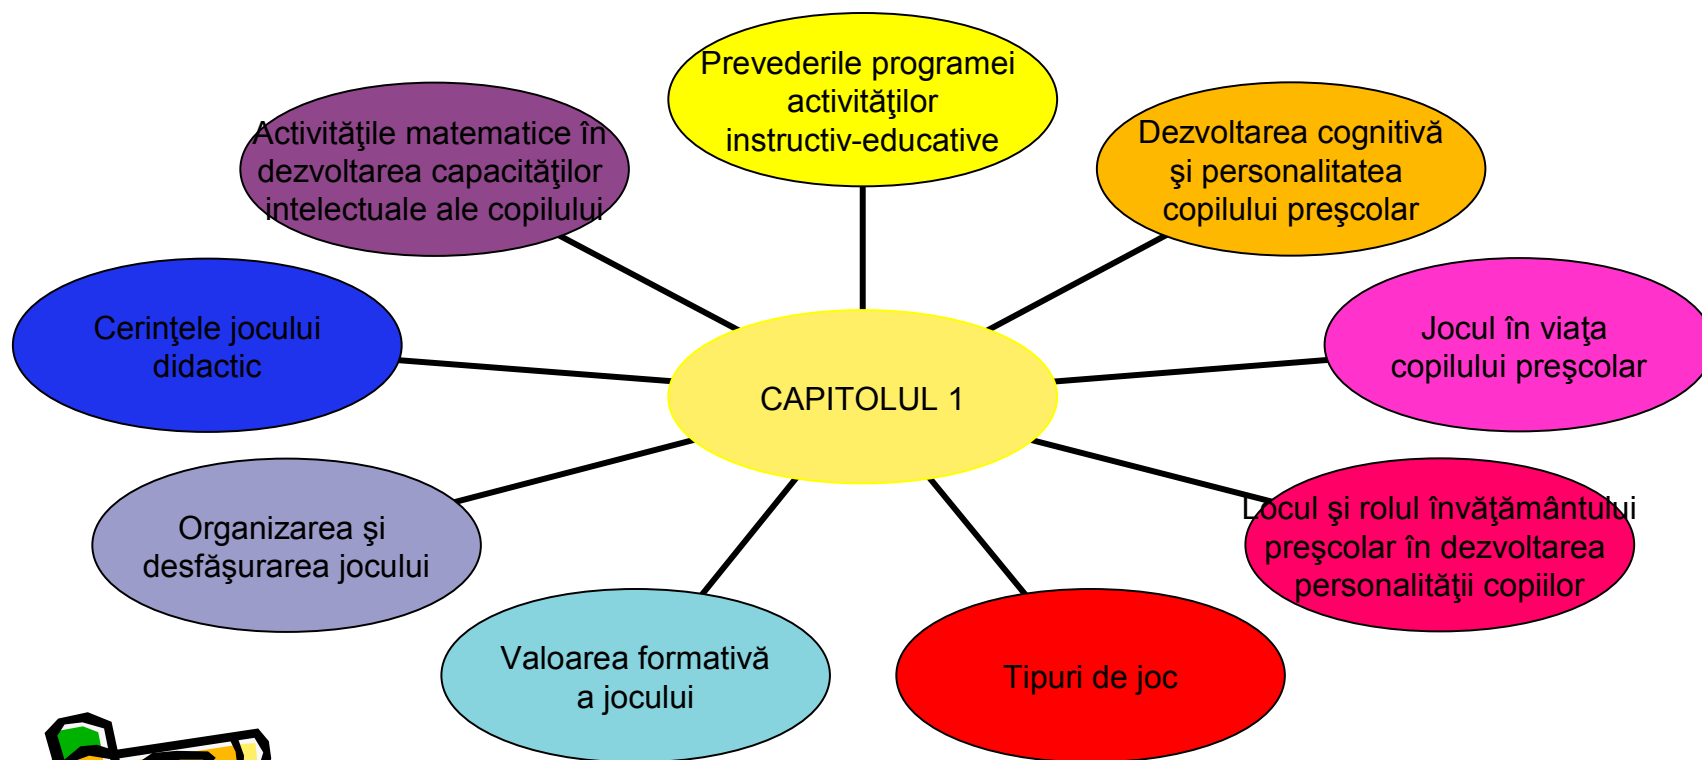 Prevederile programei
activităţilor
instructiv-educative
Activităţile matematice în
dezvoltarea capacităţilor
intelectuale ale copilului
Dezvoltarea cognitivă
şi personalitatea
copilului preşcolar
Cerinţele jocului
didactic
Jocul în viaţa
copilului preşcolar
CAPITOLUL 1
Organizarea şi
desfăşurarea jocului
Locul şi rolul învăţământului
preşcolar în dezvoltarea
personalităţii copiilor
Valoarea formativă
a jocului
Tipuri de joc